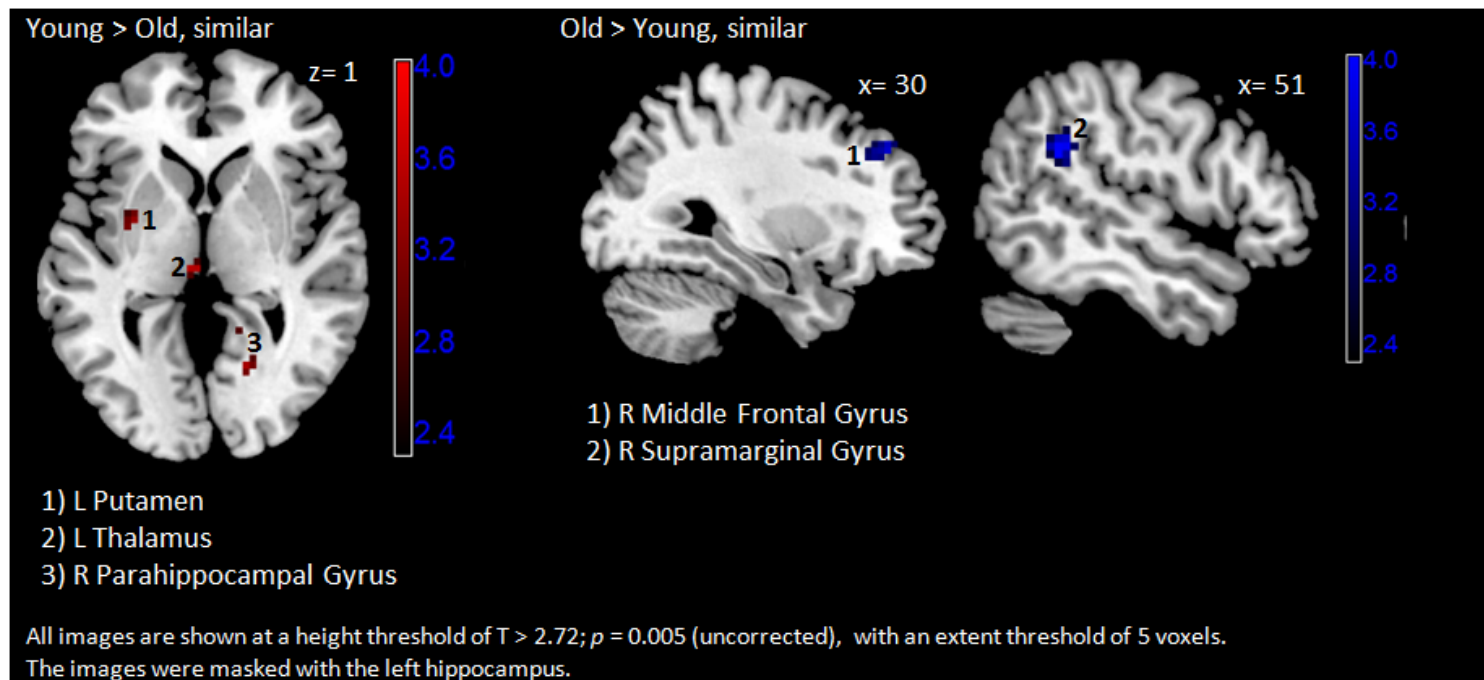 Young > Old, similar
z= 1
4.0
3.6
3.2
2.8
2.4
1
2
3
1) L Putamen
2) L Thalamus
3) R Parahippocampal Gyrus
Old > Young, similar
x= 30
1
x= 51
2
4.0
3.6
3.2
2.8
2.4
1) R Middle Frontal Gyrus
2) R Supramarginal Gyrus
All images are shown at a height threshold of T > 2.72; p = 0.005 (uncorrected), with an extent threshold of 5 voxels.
The images were masked with the left hippocampus.